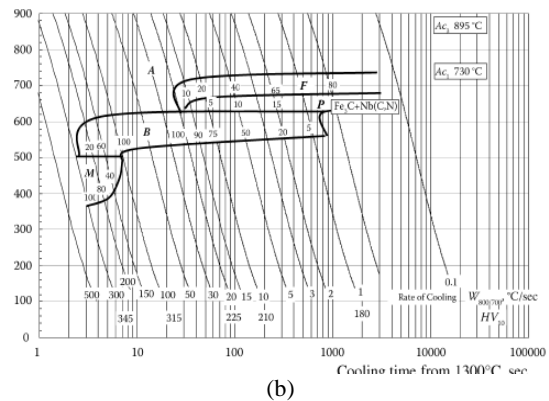 900
Ac₃ 895 °C
800
A
20 40 F 80
Ac₁ 730 °C
10 65
700
5 10 15 P
Fe₃C+Nb(C,N)
600
B
20 60 100 100 90 75 50 20 5
500
M 40
80
400
10
300
200
200
500 300 150 100 50 30 20 15 10 5 3 2 1 0.1
Rate of Cooling W800/700, °C/sec
100
345 315 225 210 180 HV10
0
1 10 100 1000 10000 100000
Cooling time from 1300°C, sec
(b)